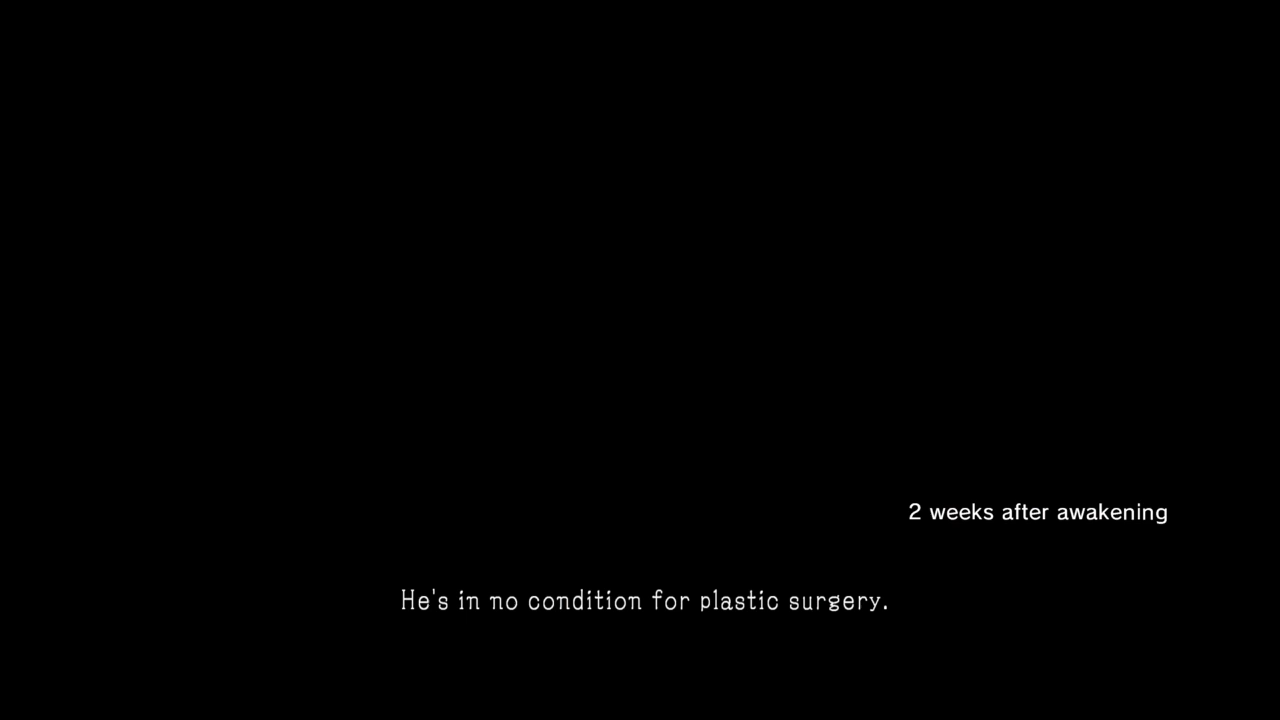 2 weeks after awakening
He's in no condition for plastic surgery.